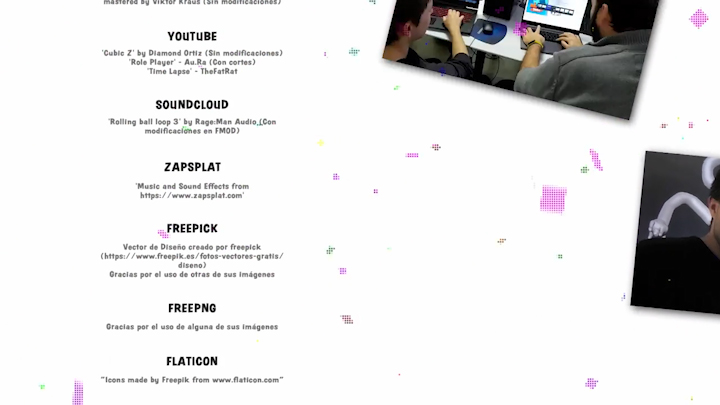 mastered by Viktor Kraus (Sin modificaciones)
YOUTUBE
'Cubic Z' by Diamond Ortiz (Sin modificaciones)
'Role Player' - Au.Ra (Con cortes)
'Time Lapse' - TheFatRat
SOUNDCLOUD
'Rolling ball loop 3' by Rage:Man Audio (Con
modificaciones en FMOD)
ZAPSPLAT
'Music and Sound Effects from
https://www.zapsplat.com'
FREEPICK
Vector de Diseño creado por freepick
(https://www.freepik.es/fotos-vectores-gratis/
diseno)
Gracias por el uso de otras de sus imágenes
FREEPNG
Gracias por el uso de alguna de sus imágenes
FLATICON
"Icons made by Freepik from www.flaticon.com"